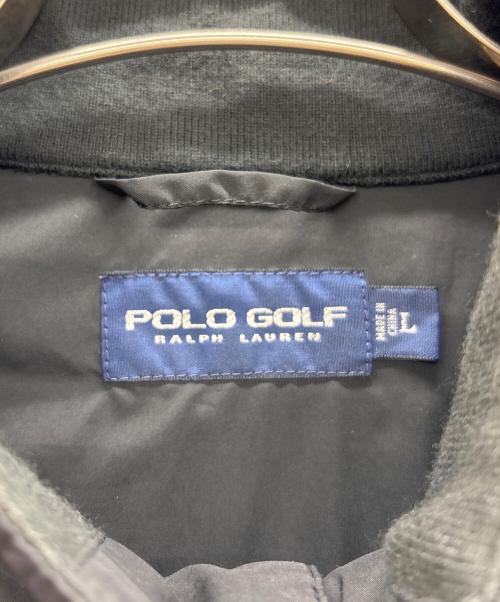 POLO GOLF
RALPH LAUREN
MADE IN
CHINA
L